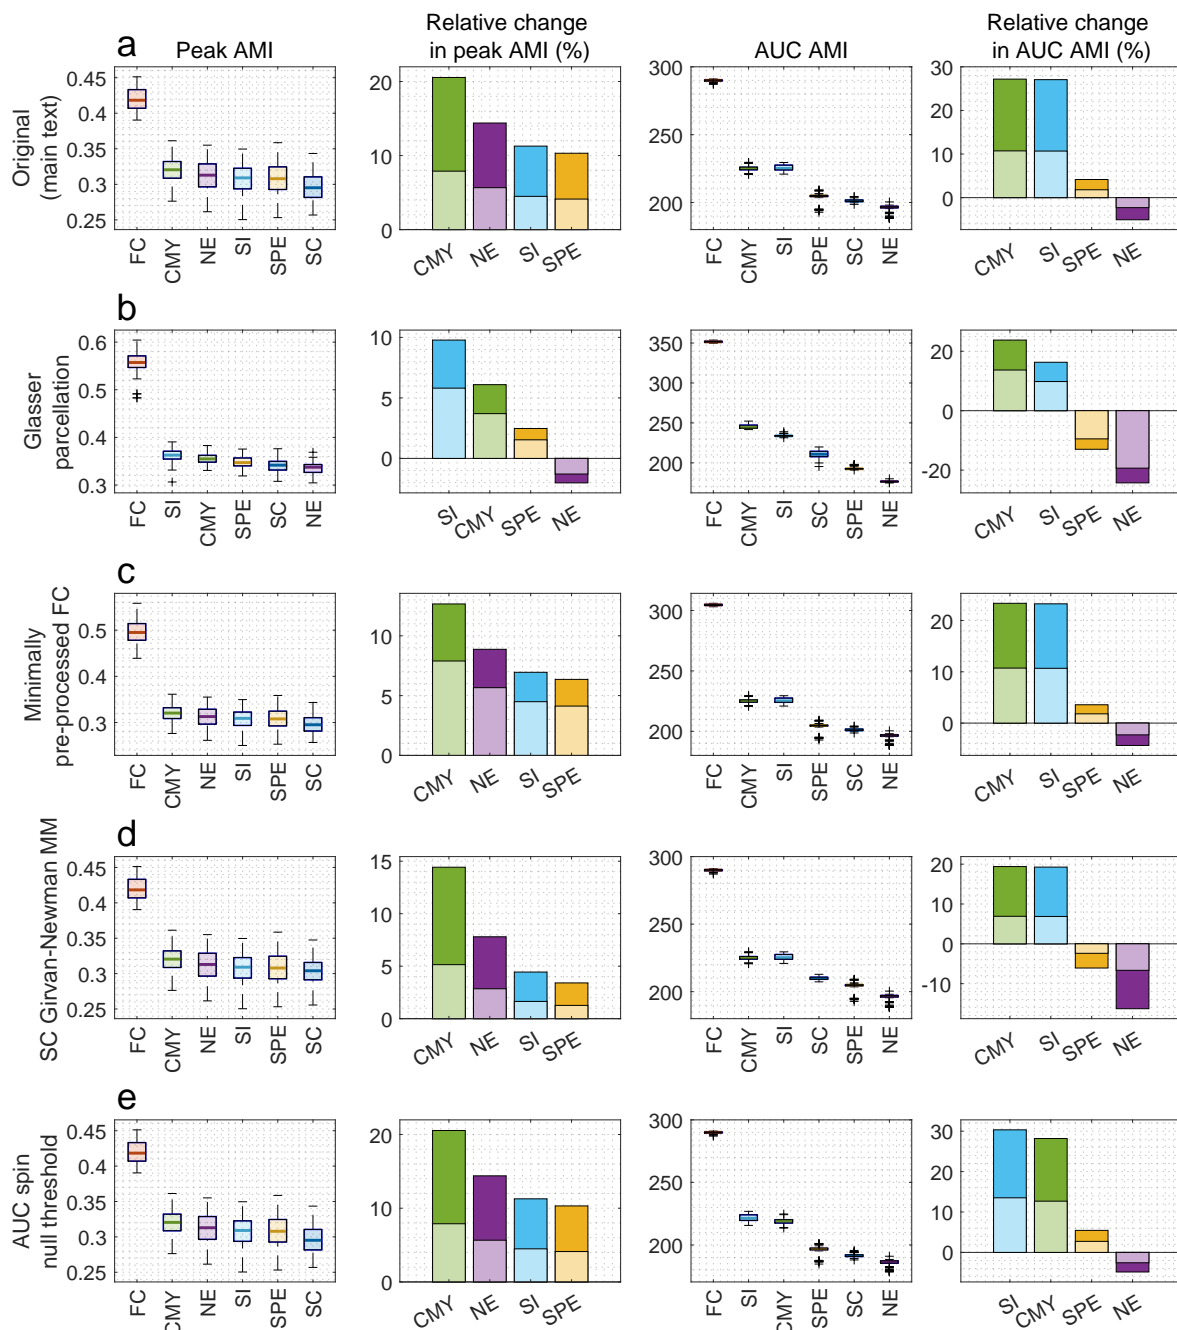 a
Peak AMI
Relative change
in peak AMI (%)
AUC AMI
Relative change
in AUC AMI (%)
Original
(main text)
0.45
0.4
0.35
0.3
0.25
FC
CMY
NE
SI
SPE
SC
20
10
0
CMY
NE
SI
SPE
300
250
200
FC
CMY
SI
SPE
SC
NE
30
20
10
0
CMY
SI
SPE
NE
b
Glasser
parcellation
0.6
0.5
0.4
0.3
FC
SI
CMY
SPE
SC
NE
10
5
0
SI
CMY
SPE
NE
350
300
250
200
FC
CMY
SI
SC
SPE
NE
20
0
-20
CMY
SI
SPE
NE
c
Minimally
pre-processed FC
0.5
0.4
0.3
FC
CMY
NE
SI
SPE
SC
10
5
0
CMY
NE
SI
SPE
300
250
200
FC
CMY
SI
SPE
SC
NE
20
10
0
CMY
SI
SPE
NE
d
SC Girvan-Newman MM
0.45
0.4
0.35
0.3
0.25
FC
CMY
NE
SI
SPE
SC
15
10
5
0
CMY
NE
SI
SPE
300
250
200
FC
CMY
SI
SC
SPE
NE
20
10
0
-10
CMY
SI
SPE
NE
e
AUC spin
null threshold
0.45
0.4
0.35
0.3
0.25
FC
CMY
NE
SI
SPE
SC
20
10
0
CMY
NE
SI
SPE
300
250
200
FC
SI
CMY
SPE
SC
NE
30
20
10
0
SI
CMY
SPE
NE